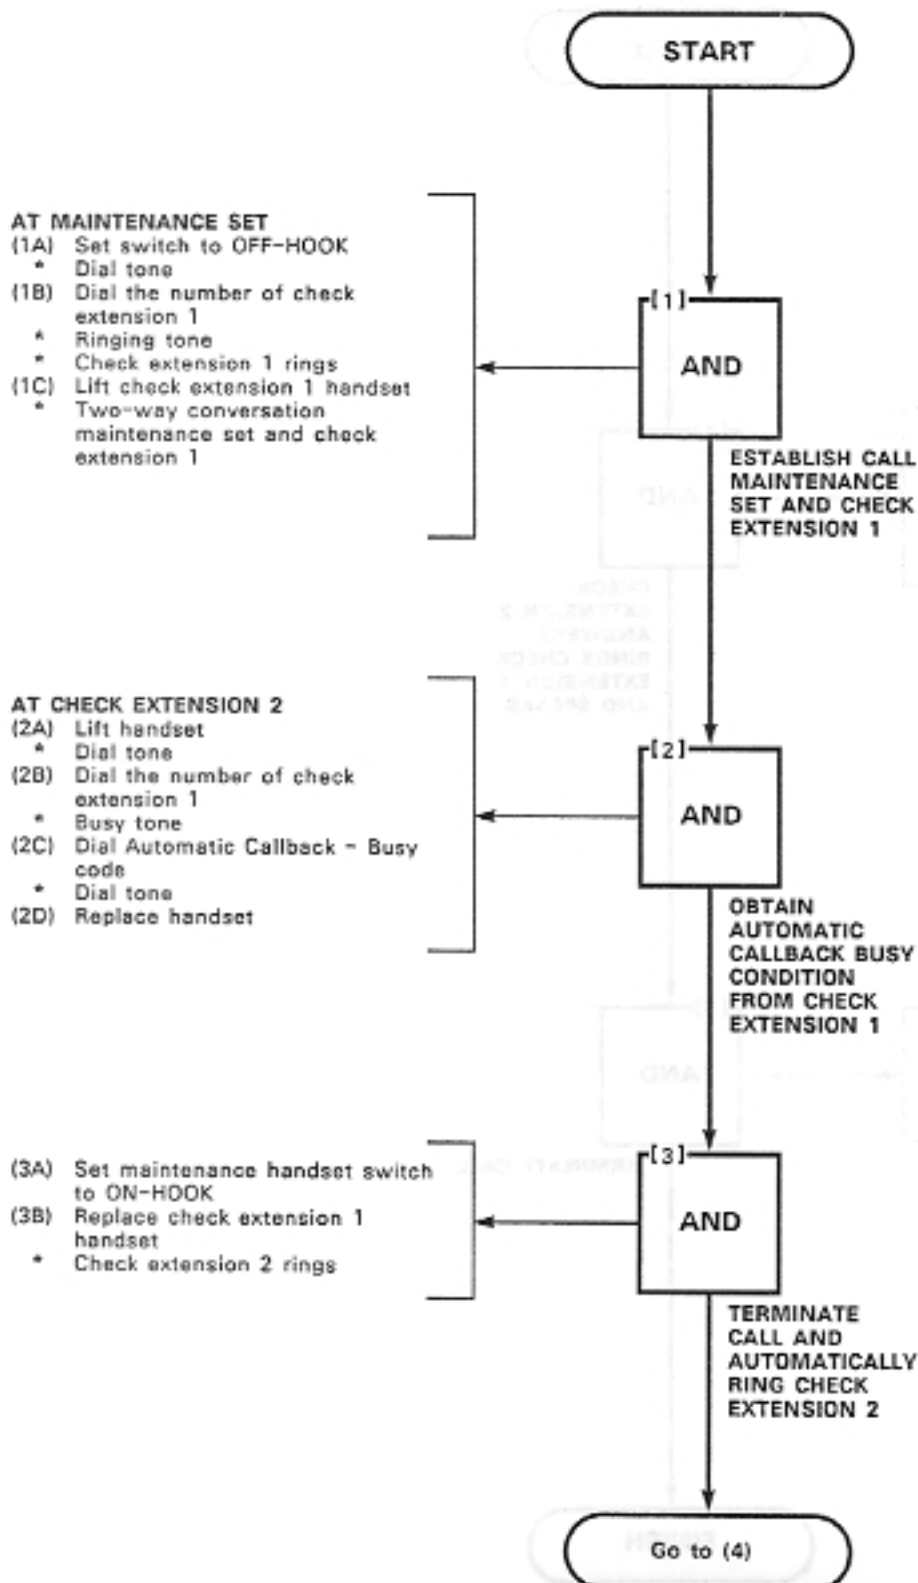 START
AT MAINTENANCE SET
(1A) Set switch to OFF-HOOK
* Dial tone
(1B) Dial the number of check
extension 1
* Ringing tone
* Check extension 1 rings
(1C) Lift check extension 1 handset
* Two-way conversation
maintenance set and check
extension 1
[1]
AND
ESTABLISH CALL
MAINTENANCE
SET AND CHECK
EXTENSION 1
AT CHECK EXTENSION 2
(2A) Lift handset
* Dial tone
(2B) Dial the number of check
extension 1
* Busy tone
(2C) Dial Automatic Callback - Busy
code
* Dial tone
(2D) Replace handset
[2]
AND
OBTAIN
AUTOMATIC
CALLBACK BUSY
CONDITION
FROM CHECK
EXTENSION 1
(3A) Set maintenance handset switch
to ON-HOOK
(3B) Replace check extension 1
handset
* Check extension 2 rings
[3]
AND
TERMINATE
CALL AND
AUTOMATICALLY
RING CHECK
EXTENSION 2
Go to (4)